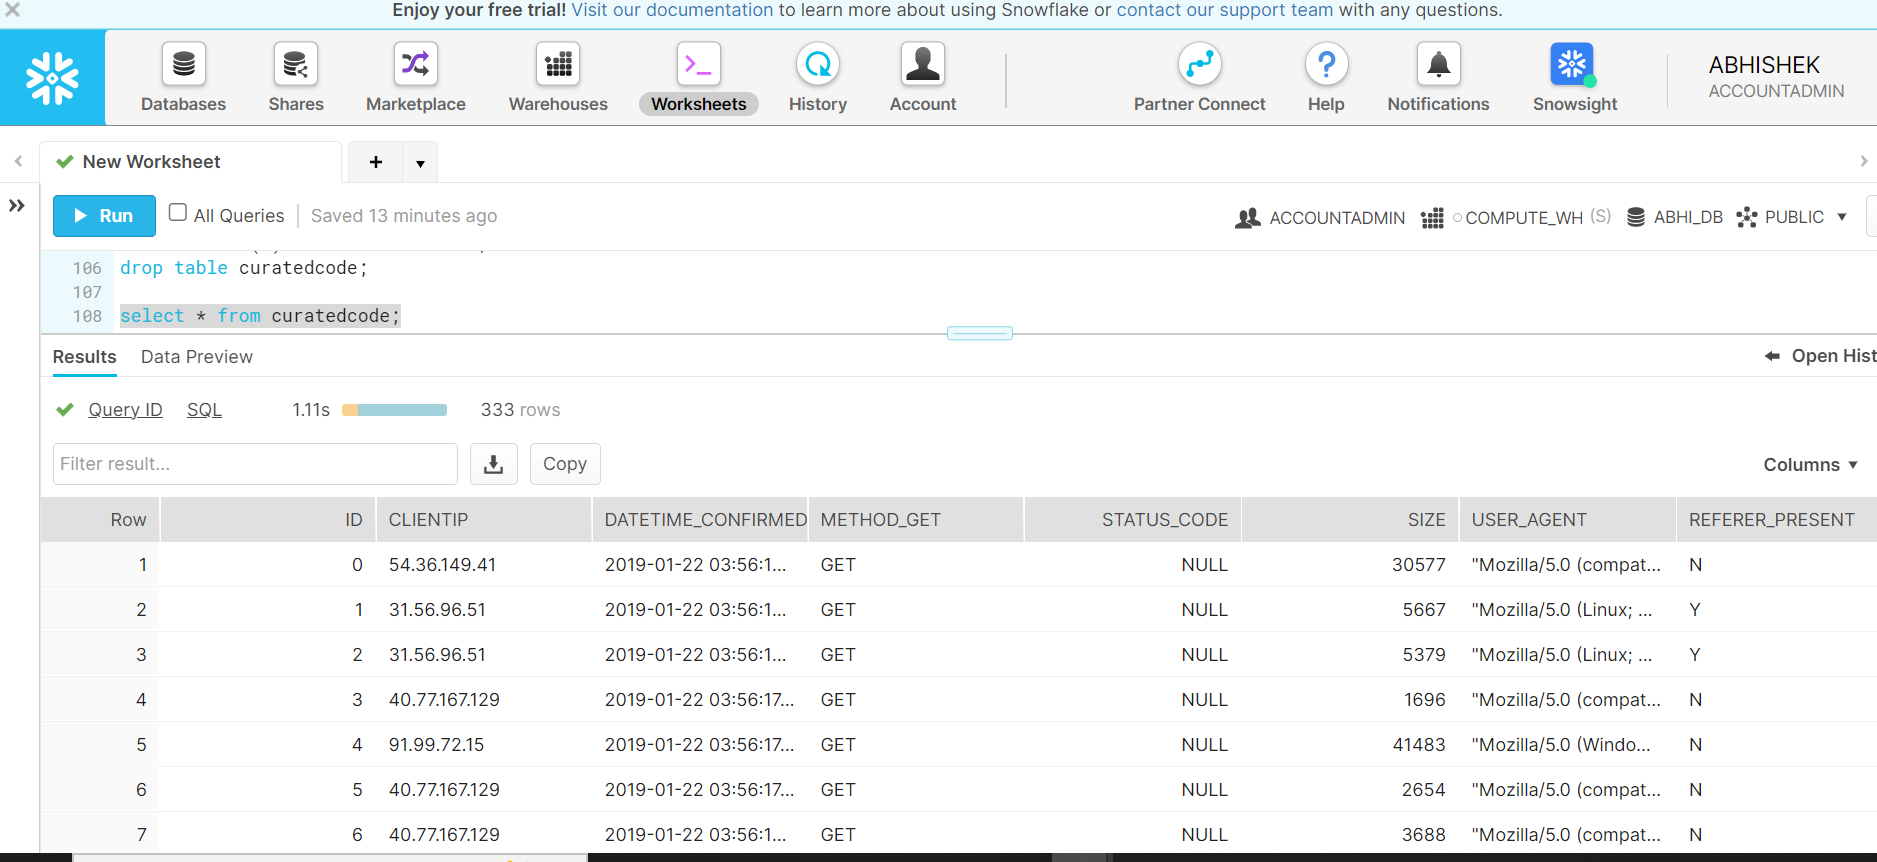 Enjoy your free trial! Visit our documentation to learn more about using Snowflake or contact our support team with any questions.
Databases Shares Marketplace Warehouses Worksheets History Account Partner Connect Help Notifications Snowsight
ABHISHEK
ACCOUNTADMIN
New Worksheet + 
Run All Queries Saved 13 minutes ago ACCOUNTADMIN COMPUTE_WH (S) ABHI_DB PUBLIC
106 drop table curatedcode;
107
108 select * from curatedcode;
Results Data Preview Open Hist
Query ID SQL 1.11s 333 rows
Filter result... Copy Columns
Row ID CLIENTIP DATETIME_CONFIRMED METHOD_GET STATUS_CODE SIZE USER_AGENT REFERER_PRESENT
1 0 54.36.149.41 2019-01-22 03:56:1... GET NULL 30577 "Mozilla/5.0 (compat... N
2 1 31.56.96.51 2019-01-22 03:56:1... GET NULL 5667 "Mozilla/5.0 (Linux; ... Y
3 2 31.56.96.51 2019-01-22 03:56:1... GET NULL 5379 "Mozilla/5.0 (Linux; ... Y
4 3 40.77.167.129 2019-01-22 03:56:17... GET NULL 1696 "Mozilla/5.0 (compat... N
5 4 91.99.72.15 2019-01-22 03:56:17... GET NULL 41483 "Mozilla/5.0 (Windo... N
6 5 40.77.167.129 2019-01-22 03:56:17... GET NULL 2654 "Mozilla/5.0 (compat... N
7 6 40.77.167.129 2019-01-22 03:56:1... GET NULL 3688 "Mozilla/5.0 (compat... N